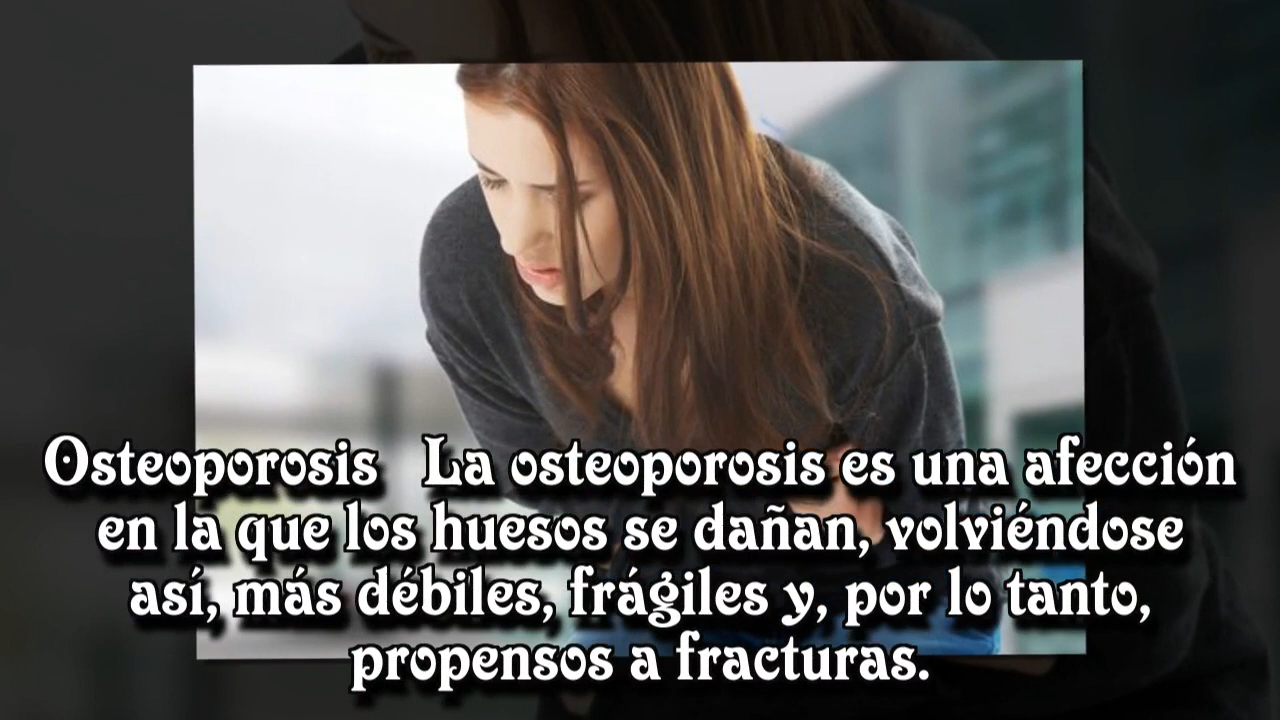 Osteoporosis La osteoporosis es una afección
en la que los huesos se dañan, volviéndose
así, más débiles, frágiles y, por lo tanto,
propensos a fracturas.